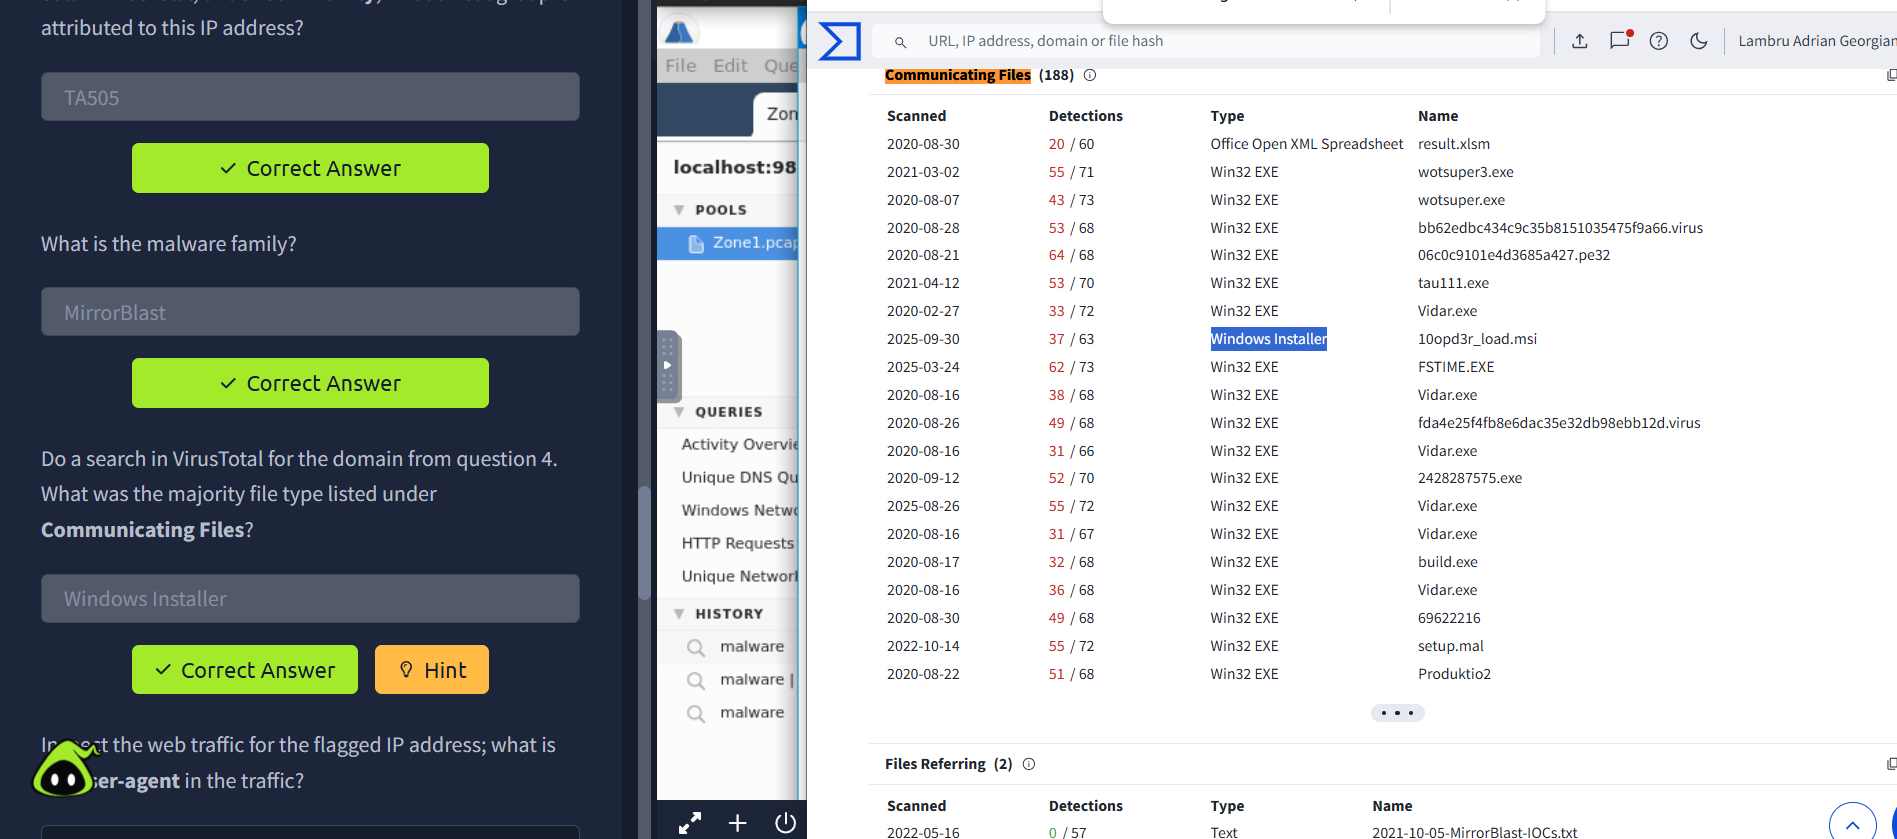 attributed to this IP address?
TA505
Correct Answer
What is the malware family?
MirrorBlast
Correct Answer
Do a search in VirusTotal for the domain from question 4.
What was the majority file type listed under
Communicating Files?
Windows Installer
Correct Answer
Hint
the web traffic for the flagged IP address; what is
ser-agent in the traffic?
File Edit Que
Zon
localhost:98
POOLS
Zone1.pcap
QUERIES
Activity Overvie
Unique DNS Qu
Windows Netwo
HTTP Requests
Unique Network
HISTORY
malware
malware |
malware
URL, IP address, domain or file hash
Lambru Adrian Georgian
Communicating Files (188)
Scanned Detections Type Name
2020-08-30 20 / 60 Office Open XML Spreadsheet result.xlsm
2021-03-02 55 / 71 Win32 EXE wotsuper3.exe
2020-08-07 43 / 73 Win32 EXE wotsuper.exe
2020-08-28 53 / 68 Win32 EXE bb62edbc434c9c35b8151035475f9a66.virus
2020-08-21 64 / 68 Win32 EXE 06c0c9101e4d3685a427.pe32
2021-04-12 53 / 70 Win32 EXE tau111.exe
2020-02-27 33 / 72 Win32 EXE Vidar.exe
2025-09-30 37 / 63 Windows Installer 10opd3r_load.msi
2025-03-24 62 / 73 Win32 EXE FSTIME.EXE
2020-08-16 38 / 68 Win32 EXE Vidar.exe
2020-08-26 49 / 68 Win32 EXE fda4e25f4fb8e6dac35e32db98ebb12d.virus
2020-08-16 31 / 66 Win32 EXE Vidar.exe
2020-09-12 52 / 70 Win32 EXE 2428287575.exe
2025-08-26 55 / 72 Win32 EXE Vidar.exe
2020-08-16 31 / 67 Win32 EXE Vidar.exe
2020-08-17 32 / 68 Win32 EXE build.exe
2020-08-16 36 / 68 Win32 EXE Vidar.exe
2020-08-30 49 / 68 Win32 EXE 69622216
2022-10-14 55 / 72 Win32 EXE setup.mal
2020-08-22 51 / 68 Win32 EXE Produktio2
Files Referring (2)
Scanned Detections Type Name
2022-05-16 0 / 57 Text 2021-10-05-MirrorBlast-IOCs.txt